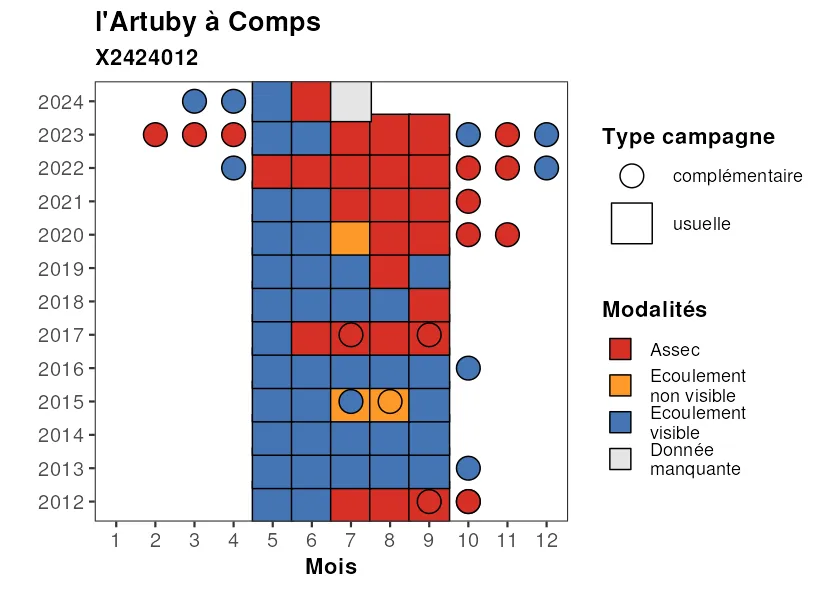 l'Artuby à Comps
X2424012
2024
2023
2022
2021
2020
2019
2018
2017
2016
2015
2014
2013
2012
1 2 3 4 5 6 7 8 9 10 11 12
Mois
Type campagne
complémentaire
usuelle
Modalités
Assec
Ecoulement
non visible
Ecoulement
visible
Donnée
manquante